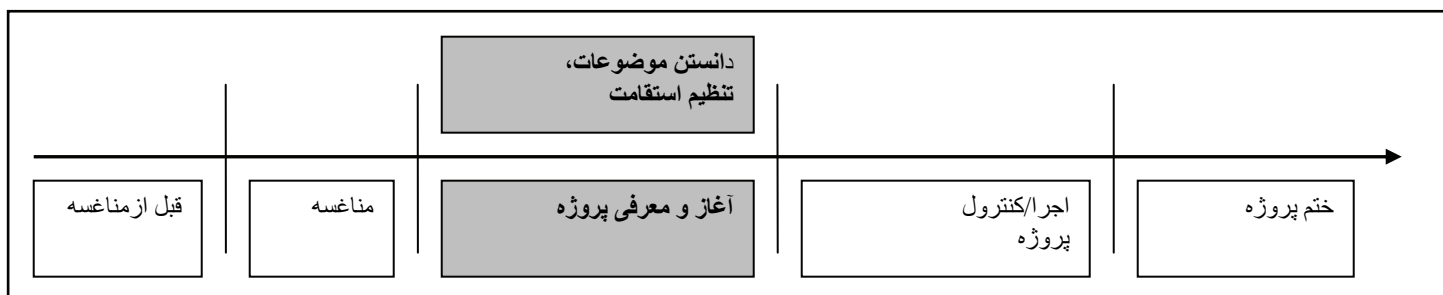 دانستن موضوعات،
تنظیم استقامت
قبل ازمناغسه
مناغسه
آغاز و معرفی پروژه
اجرا/کنترول
پروژه
ختم پروژه